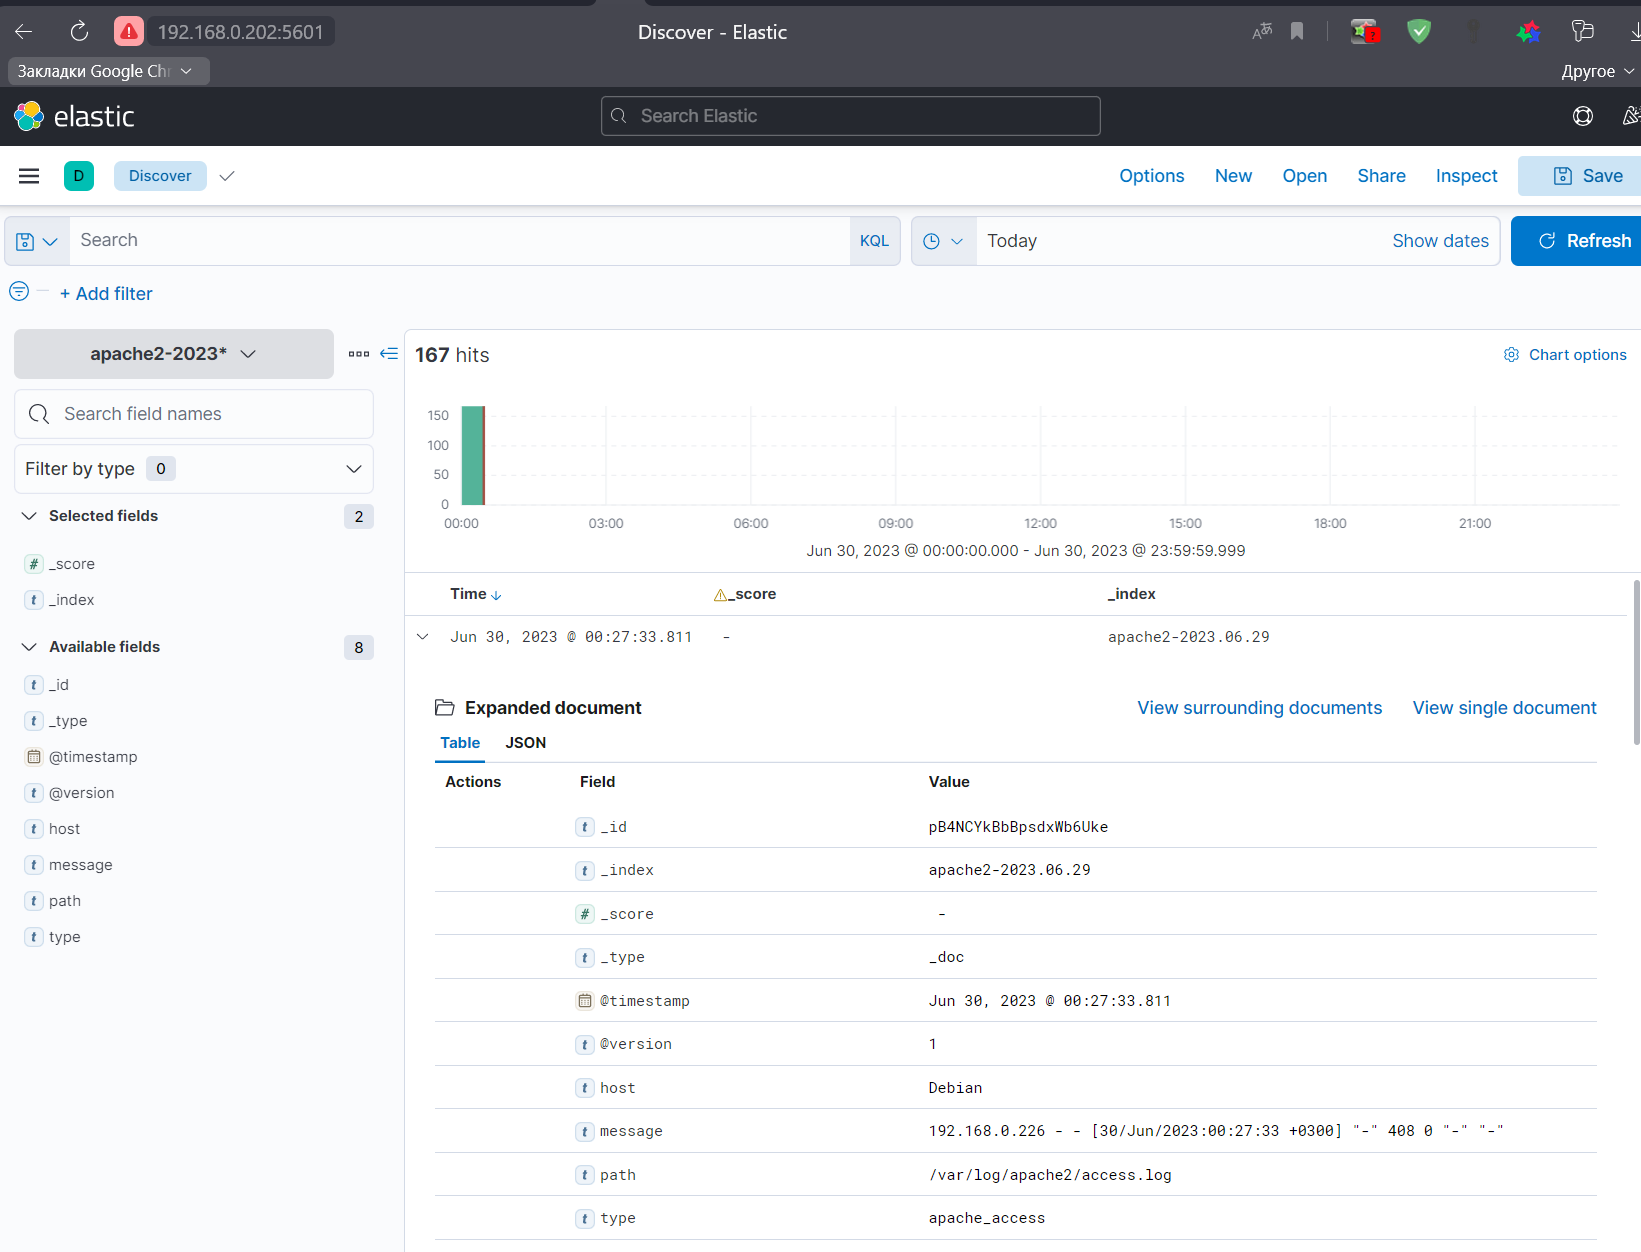 192.168.0.202:5601
Discover - Elastic
Закладки Google Chr
Другое
elastic
Search Elastic
D
Discover
Options
New
Open
Share
Inspect
Save
Search
KQL
Today
Show dates
Refresh
+ Add filter
apache2-2023*
Search field names
Filter by type 0
Selected fields 2
# _score
t _index
Available fields 8
t _id
t _type
@timestamp
t @version
t host
t message
t path
t type
167 hits
Chart options
150
100
50
0
00:00 03:00 06:00 09:00 12:00 15:00 18:00 21:00
Jun 30, 2023 @ 00:00:00.000 - Jun 30, 2023 @ 23:59:59.999
Time _score _index
Jun 30, 2023 @ 00:27:33.811 - apache2-2023.06.29
Expanded document
View surrounding documents
View single document
Table JSON
Actions Field Value
t _id pB4NCYkBbBpsdxWb6Uke
t _index apache2-2023.06.29
# _score -
t _type _doc
@timestamp Jun 30, 2023 @ 00:27:33.811
t @version 1
t host Debian
t message 192.168.0.226 - - [30/Jun/2023:00:27:33 +0300] "-" 408 0 "-" "-"
t path /var/log/apache2/access.log
t type apache_access